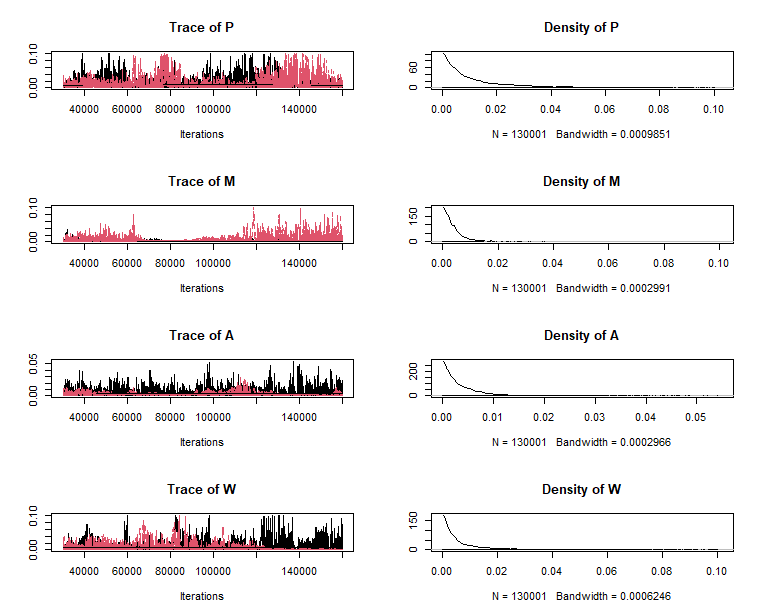 Trace of P
0.00 0.10
40000 60000 80000 100000 140000
Iterations
Density of P
0 60
0.00 0.02 0.04 0.06 0.08 0.10
N = 130001 Bandwidth = 0.0009851
Trace of M
0.00 0.10
40000 60000 80000 100000 140000
Iterations
Density of M
0 150
0.00 0.02 0.04 0.06 0.08 0.10
N = 130001 Bandwidth = 0.0002991
Trace of A
0.00 0.05
40000 60000 80000 100000 140000
Iterations
Density of A
0 200
0.00 0.01 0.02 0.03 0.04 0.05
N = 130001 Bandwidth = 0.0002966
Trace of W
0.00 0.10
40000 60000 80000 100000 140000
Iterations
Density of W
0 150
0.00 0.02 0.04 0.06 0.08 0.10
N = 130001 Bandwidth = 0.0006246